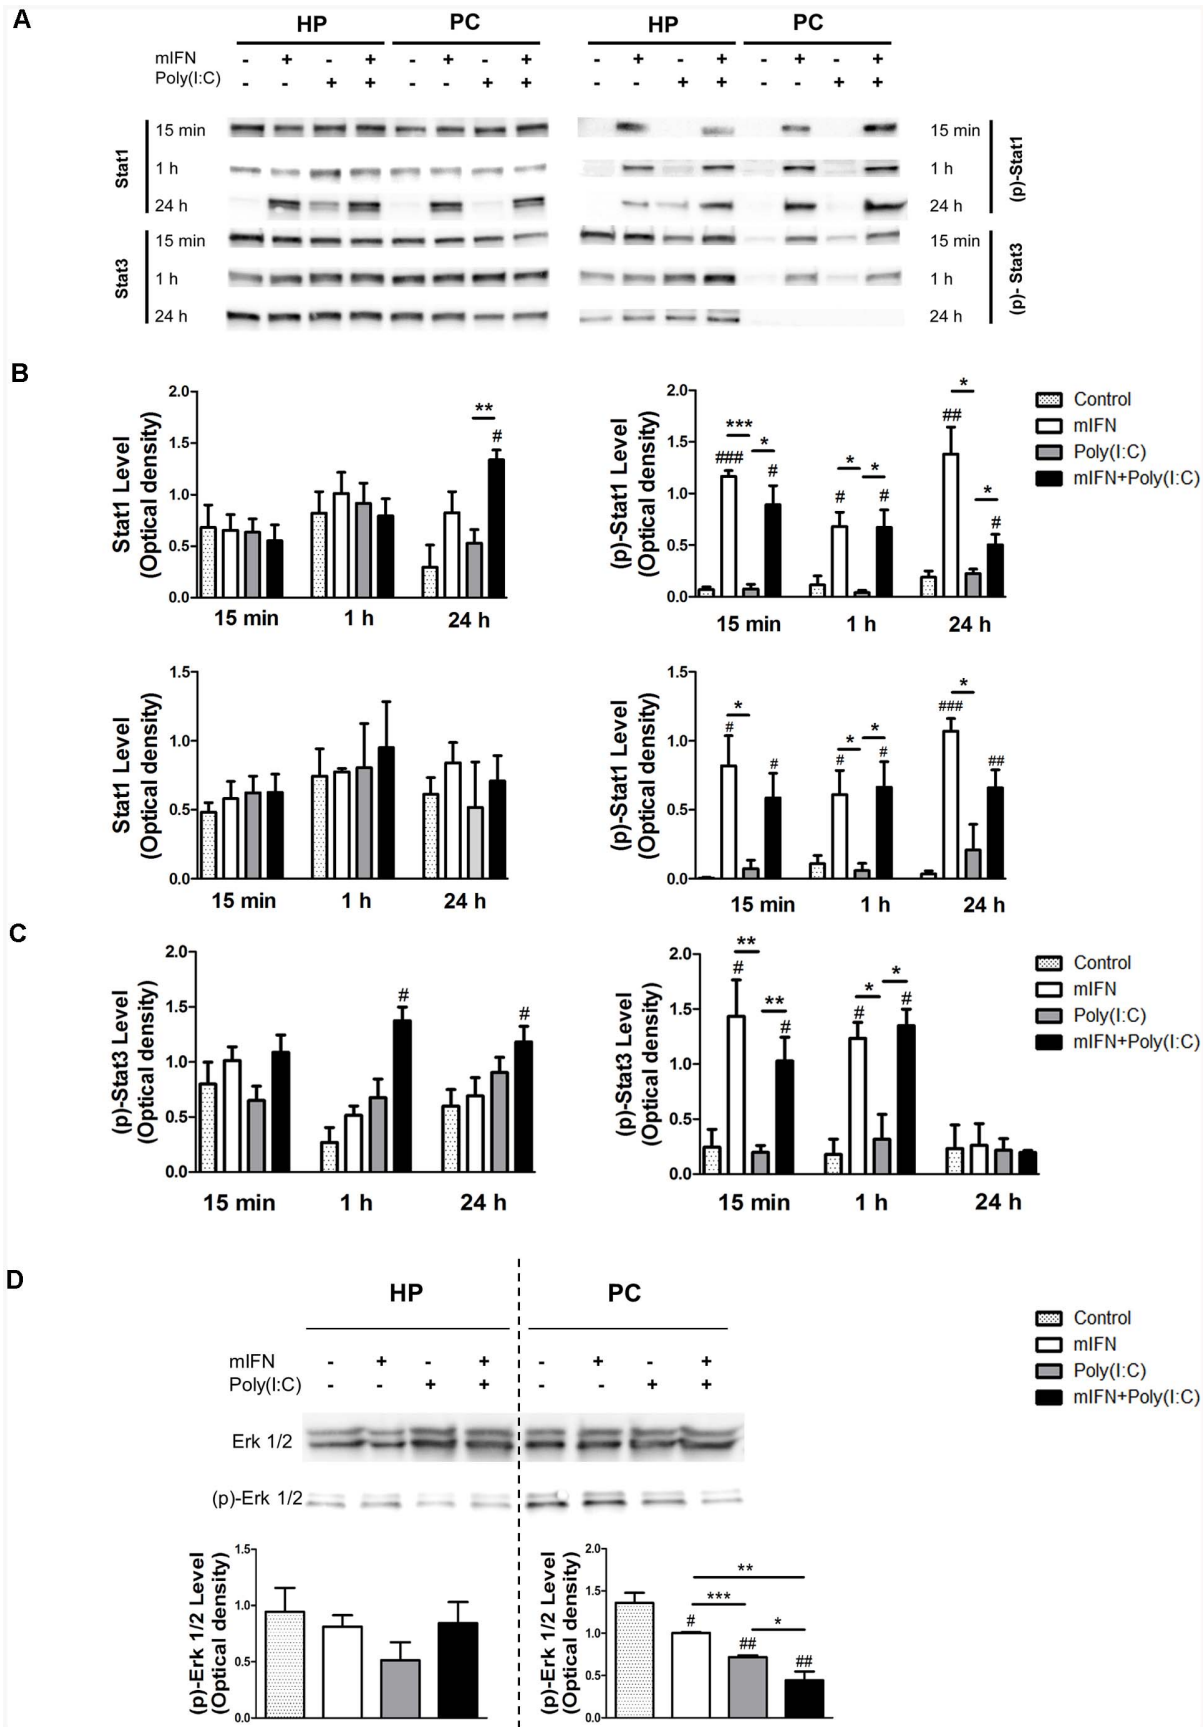 A
HP PC HP PC
mIFN - + - + - + - + - + - + - + - +
Poly(I:C) - - + + - - + + - - + + - - + +
Stat1 15 min 15 min (p)-Stat1
1 h 1 h
24 h 24 h
Stat3 15 min 15 min (p)- Stat3
1 h 1 h
24 h 24 h
B
Stat1 Level
(Optical density)
2.0
1.5
1.0
0.5
0.0
** #
15 min 1 h 24 h
(p)-Stat1 Level
(Optical density)
2.0
1.5
1.0
0.5
0.0
### *** * # # * * # ## * * #
15 min 1 h 24 h
Control
mIFN
Poly(I:C)
mIFN+Poly(I:C)
Stat1 Level
(Optical density)
1.5
1.0
0.5
0.0
15 min 1 h 24 h
(p)-Stat1 Level
(Optical density)
1.5
1.0
0.5
0.0
# * # # * * # ### * ##
15 min 1 h 24 h
C
(p)-Stat3 Level
(Optical density)
2.0
1.5
1.0
0.5
0.0
# #
15 min 1 h 24 h
(p)-Stat3 Level
(Optical density)
2.0
1.5
1.0
0.5
0.0
# ** ** # # * * #
15 min 1 h 24 h
Control
mIFN
Poly(I:C)
mIFN+Poly(I:C)
D
HP PC
mIFN - + - + - + - +
Poly(I:C) - - + + - - + +
Erk 1/2
(p)-Erk 1/2
Control
mIFN
Poly(I:C)
mIFN+Poly(I:C)
(p)-Erk 1/2 Level
(Optical density)
1.5
1.0
0.5
0.0
(p)-Erk 1/2 Level
(Optical density)
2.0
1.5
1.0
0.5
0.0
**
***
*
# ## ##